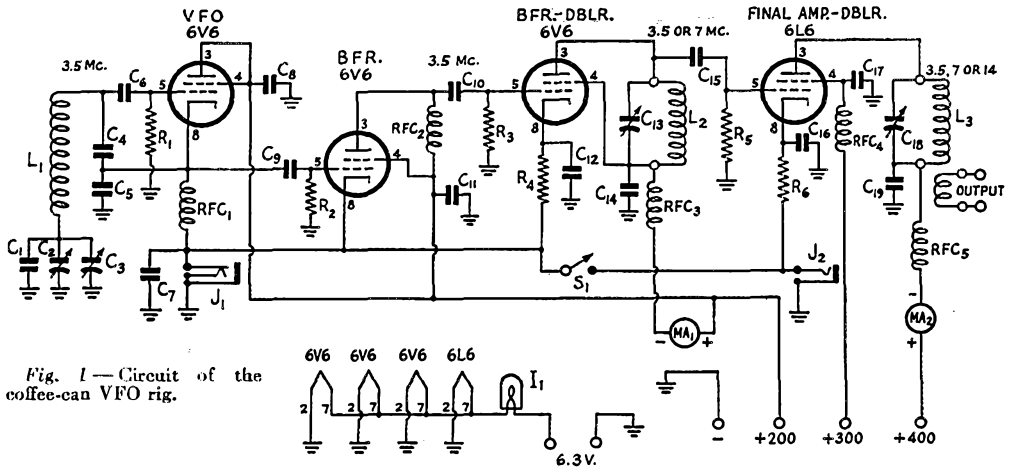 VFO
6V6
BFR.
6V6
BFR.-DBLR.
6V6
FINAL AMP.-DBLR.
6L6
3.5 MC.
3.5 MC.
3.5 OR 7 MC.
3.5, 7 OR 14
3
5
4
8
3
5
4
8
3
5
4
8
3
5
4
8
L1
C1
C2
C3
C4
C5
C6
R1
RFC1
C7
J1
C8
C9
R2
RFC2
C10
C11
R3
R4
C12
C13
L2
C14
RFC3
C15
R5
C16
R6
C17
RFC4
C18
L3
C19
OUTPUT
RFC5
S1
J2
- MA1 +
-
MA2
+
Fig. 1 — Circuit of the
coffee-can VFO rig.
6V6 6V6 6V6 6L6
I1
2 7 2 7 2 7 2 7
6.3 V.
- +200 +300 +400